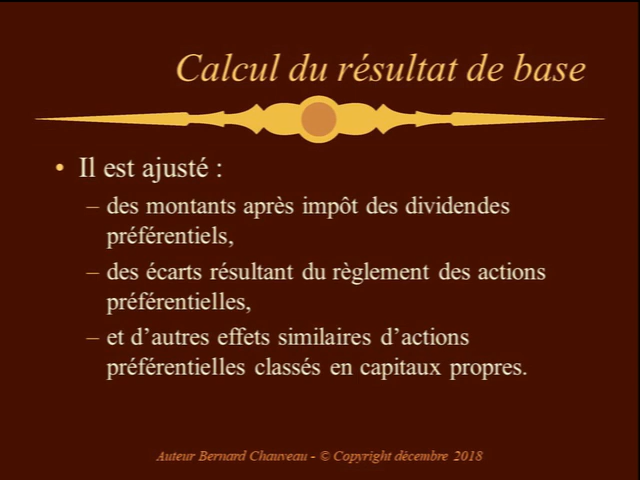 Calcul du résultat de base
• Il est ajusté :
– des montants après impôt des dividendes
préférentiels,
– des écarts résultant du règlement des actions
préférentielles,
– et d’autres effets similaires d’actions
préférentielles classés en capitaux propres.
Auteur Bernard Chauveau - © Copyright décembre 2018